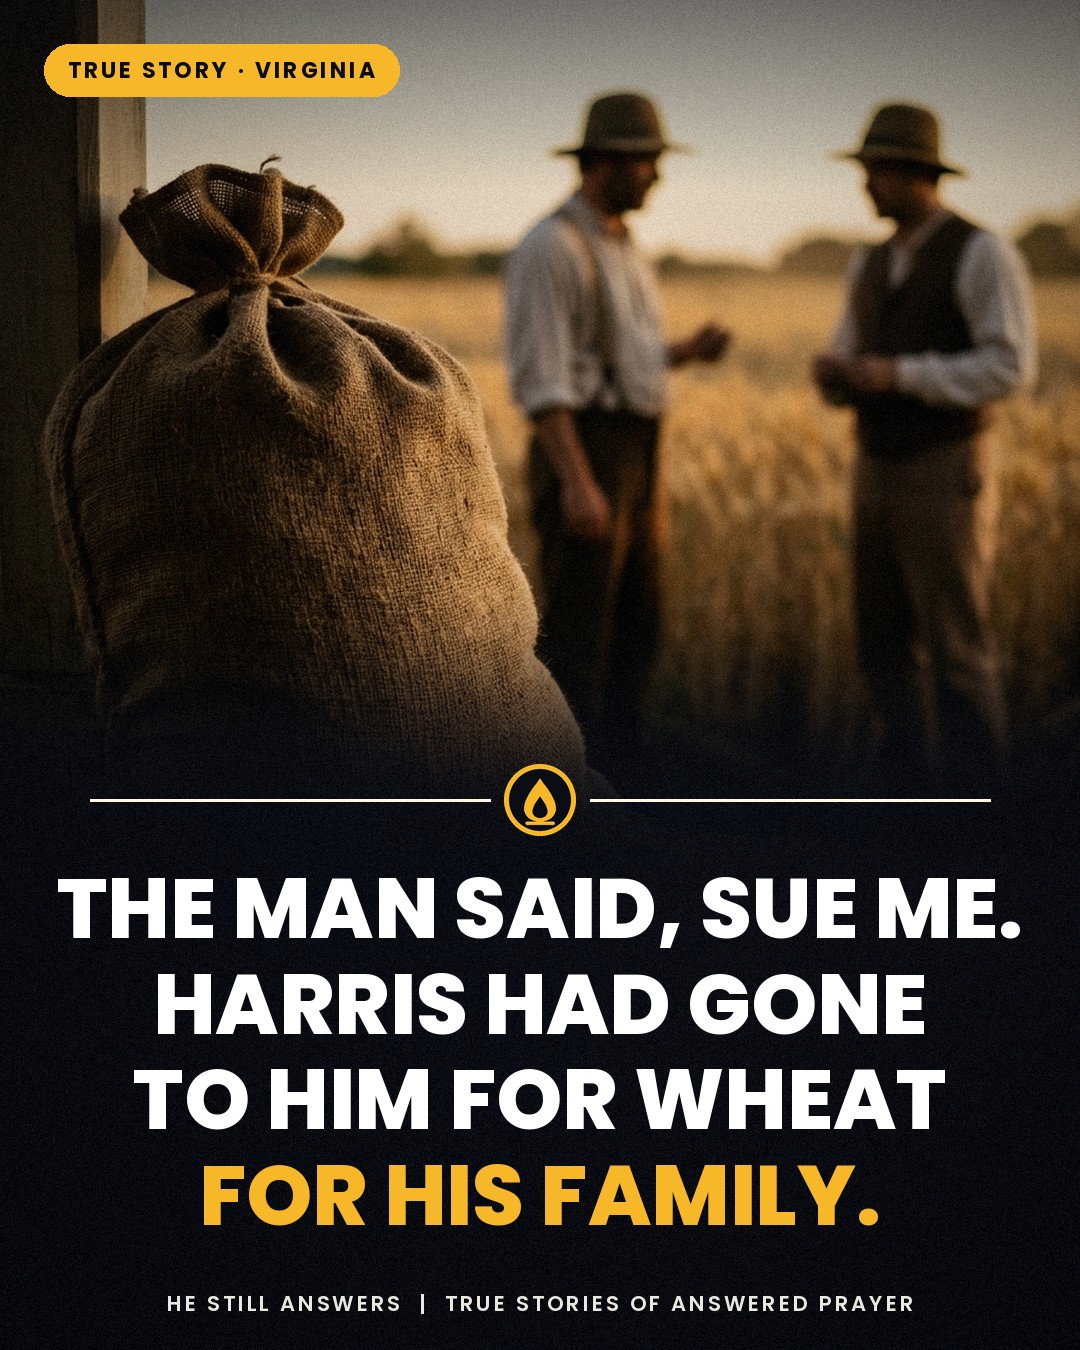 TRUE STORY · VIRGINIA
THE MAN SAID, SUE ME.
HARRIS HAD GONE
TO HIM FOR WHEAT
FOR HIS FAMILY.
HE STILL ANSWERS | TRUE STORIES OF ANSWERED PRAYER